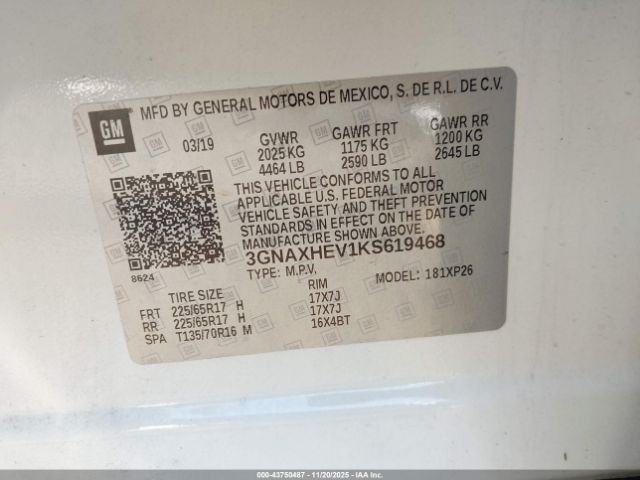 MFD BY GENERAL MOTORS DE MEXICO, S. DE R.L. DE C.V.
GM
03/19 GVWR GAWR FRT GAWR RR
2025 KG 1175 KG 1200 KG
4464 LB 2590 LB 2645 LB
THIS VEHICLE CONFORMS TO ALL
APPLICABLE U.S. FEDERAL MOTOR
VEHICLE SAFETY AND THEFT PREVENTION
STANDARDS IN EFFECT ON THE DATE OF
MANUFACTURE SHOWN ABOVE.
3GNAXHEV1KS619468
8624
TYPE: M.P.V. MODEL: 181XP26
TIRE SIZE RIM
FRT 225/65R17 H 17X7J
RR 225/65R17 H 17X7J
SPA T135/70R16 M 16X4BT
000-43750487 - 11/20/2025 - IAAI.COM